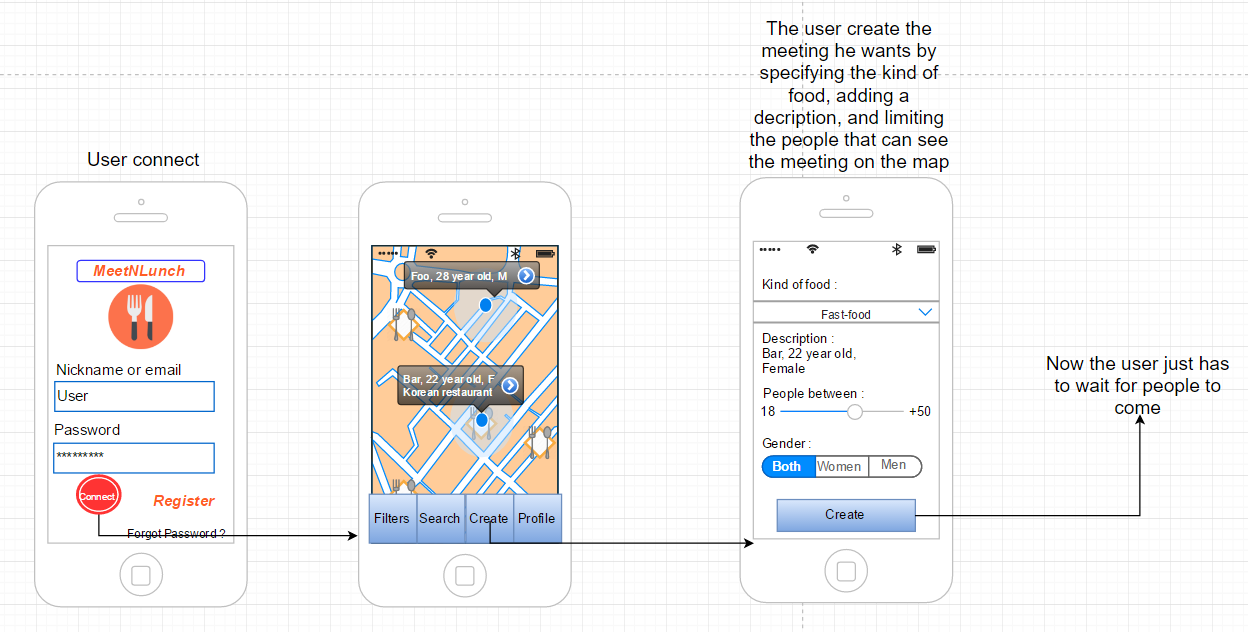 The user create the
meeting he wants by
specifying the kind of
food, adding a
decription, and limiting
the people that can see
the meeting on the map
User connect
MeetNLunch
Nickname or email
User
Password
*********
Connect
Register
Forgot Password ?
Foo, 28 year old, M
Bar, 22 year old, F
Korean restaurant
Filters
Search
Create
Profile
Kind of food :
Fast-food
Description :
Bar, 22 year old,
Female
People between :
18
+50
Gender :
Both
Women
Men
Create
Now the user just has
to wait for people to
come